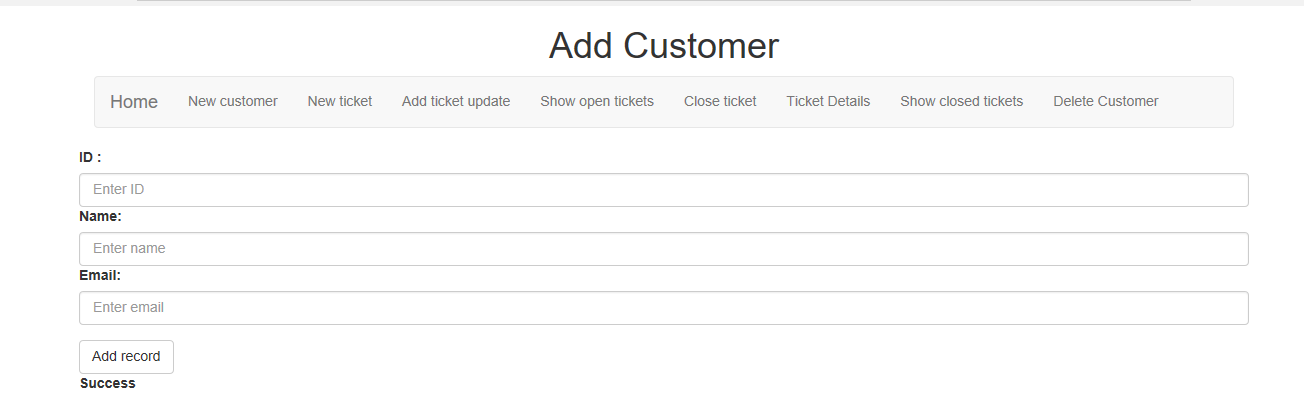 Add Customer
Home New customer New ticket Add ticket update Show open tickets Close ticket Ticket Details Show closed tickets Delete Customer
ID :
Enter ID
Name:
Enter name
Email:
Enter email
Add record
Success